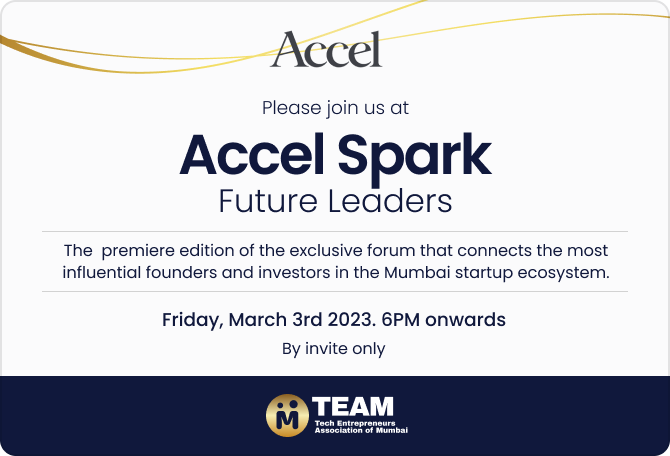 Accel
Please join us at
Accel Spark
Future Leaders
The  premiere edition of the exclusive forum that connects the most
influential founders and investors in the Mumbai startup ecosystem.
Friday, March 3rd 2023. 6PM onwards
By invite only
M TEAM
Tech Entrepreneurs
Association of Mumbai